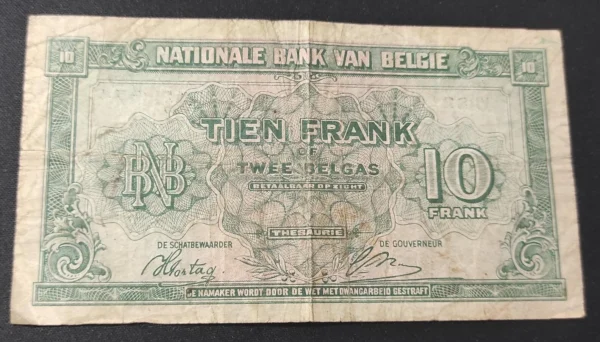 10 NATIONALE BANK VAN BELGIE 10
TIEN FRANK
OF
TWEE BELGAS
BETAALBAAR OP ZICHT
BNB
10
FRANK
THESAURIE
DE SCHATBEWAARDER
DE GOUVERNEUR
DE NAMAKER WORDT DOOR DE WET MET DWANGARBEID GESTRAFT